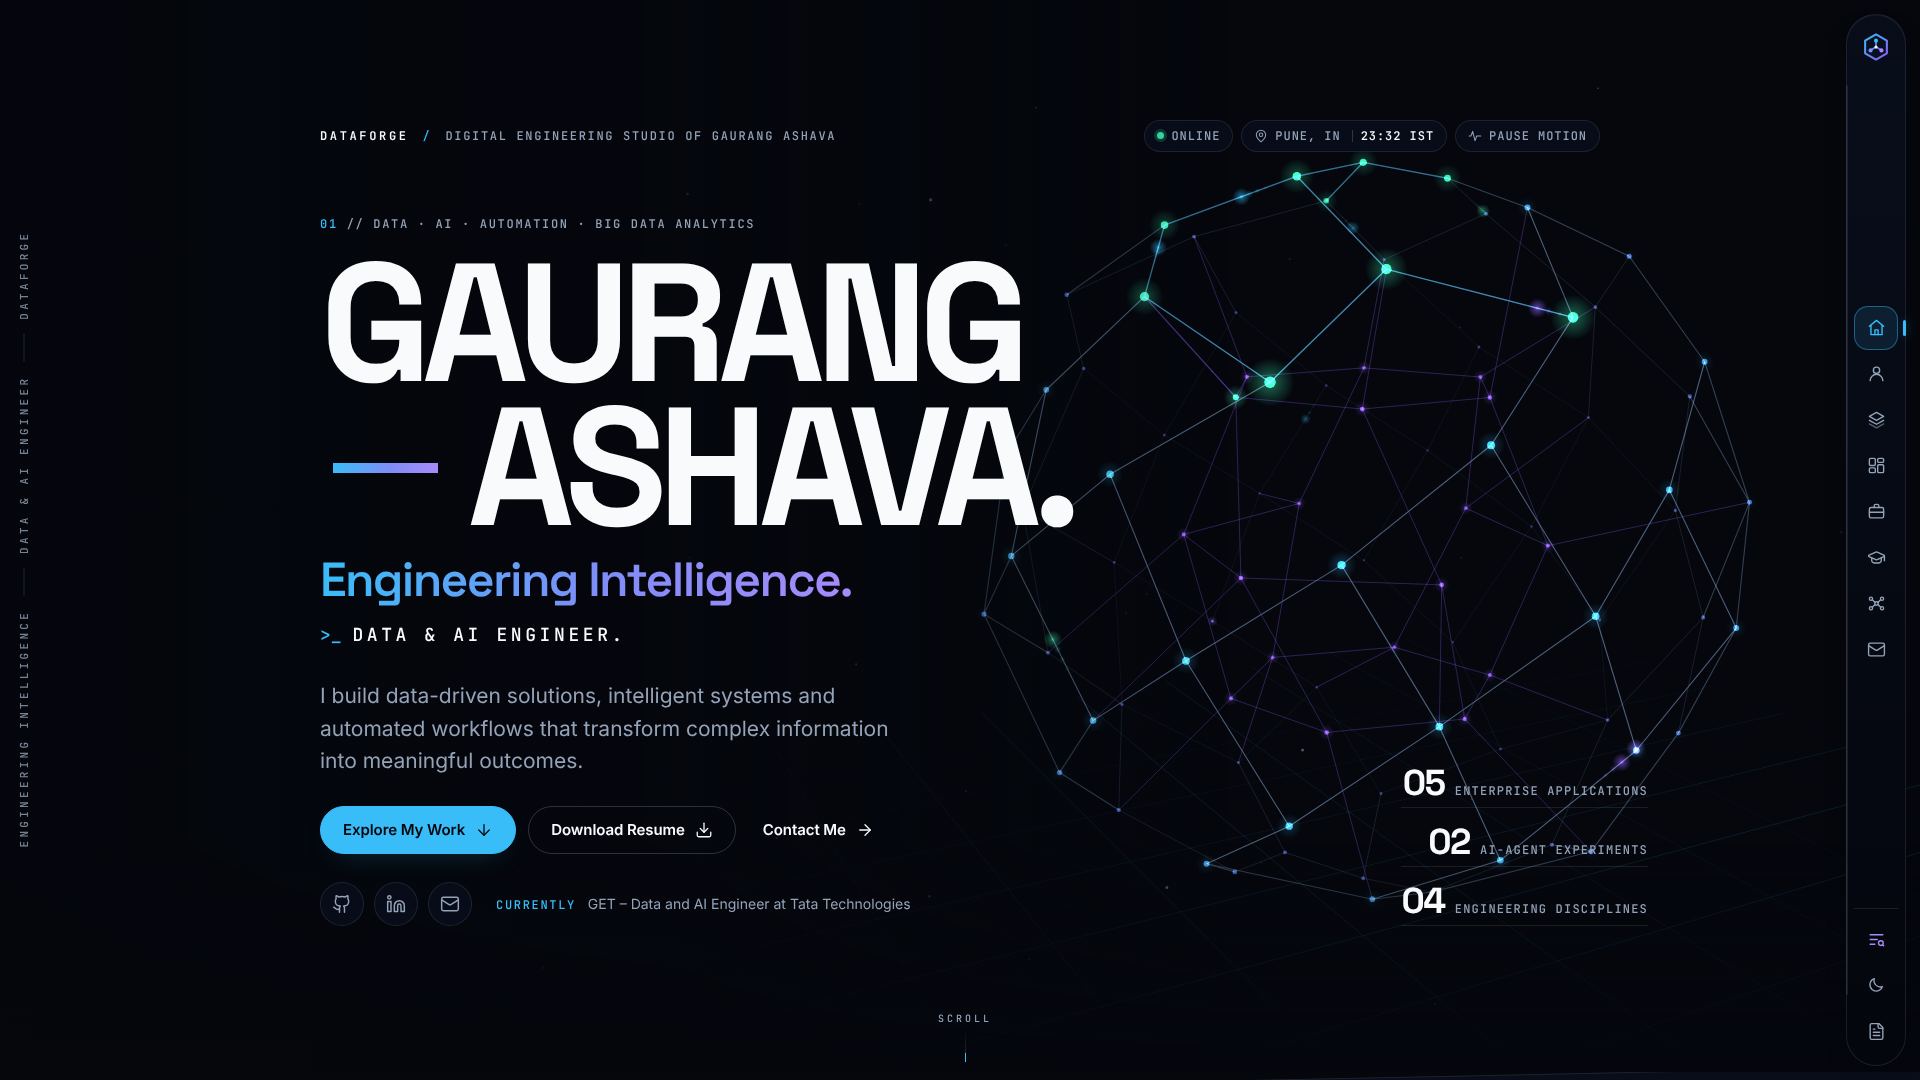 DATAFORGE / DIGITAL ENGINEERING STUDIO OF GAURANG ASHAVA
ONLINE
PUNE, IN | 23:32 IST
PAUSE MOTION
01 // DATA · AI · AUTOMATION · BIG DATA ANALYTICS
GAURANG
ASHAVA.
Engineering Intelligence.
>_ DATA & AI ENGINEER.
I build data-driven solutions, intelligent systems and
automated workflows that transform complex information
into meaningful outcomes.
Explore My Work
Download Resume
Contact Me
CURRENTLY GET – Data and AI Engineer at Tata Technologies
05 ENTERPRISE APPLICATIONS
02 AI-AGENT EXPERIMENTS
04 ENGINEERING DISCIPLINES
SCROLL
ENGINEERING INTELLIGENCE — DATA & AI ENGINEER — DATAFORGE